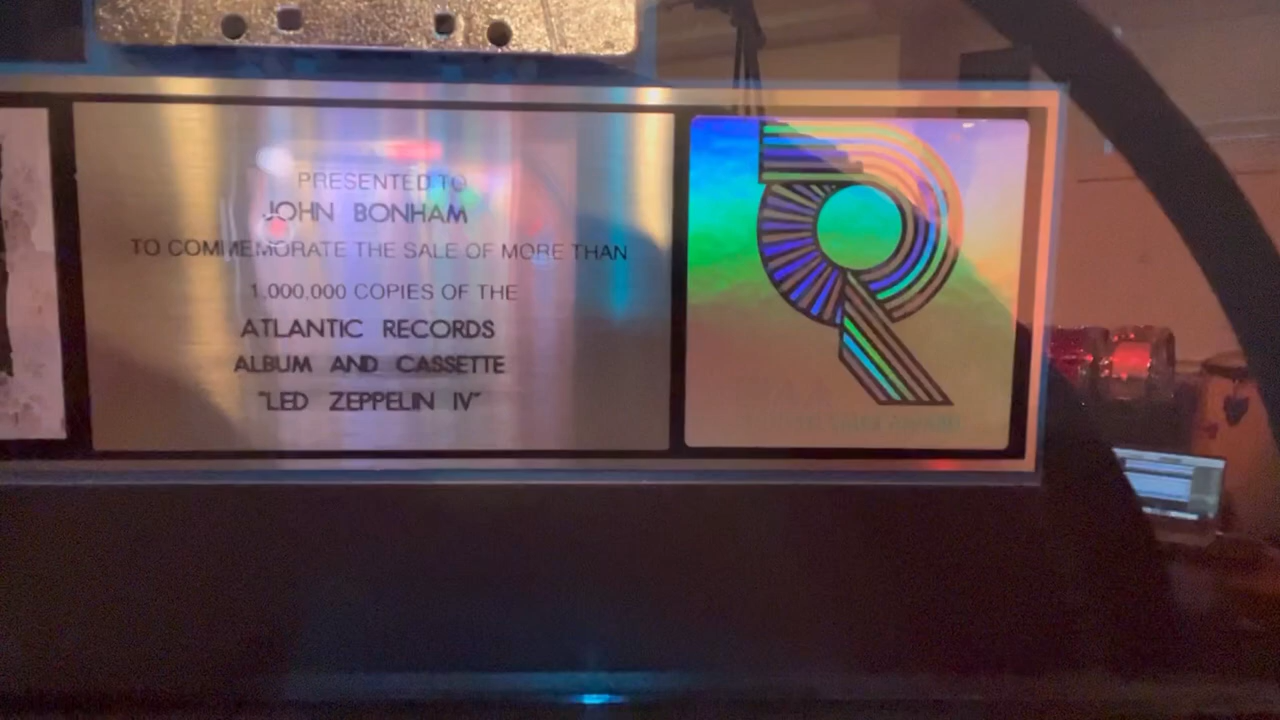 PRESENTED TO
JOHN BONHAM
TO COMMEMORATE THE SALE OF MORE THAN
1,000,000 COPIES OF THE
ATLANTIC RECORDS
ALBUM AND CASSETTE
"LED ZEPPELIN IV"